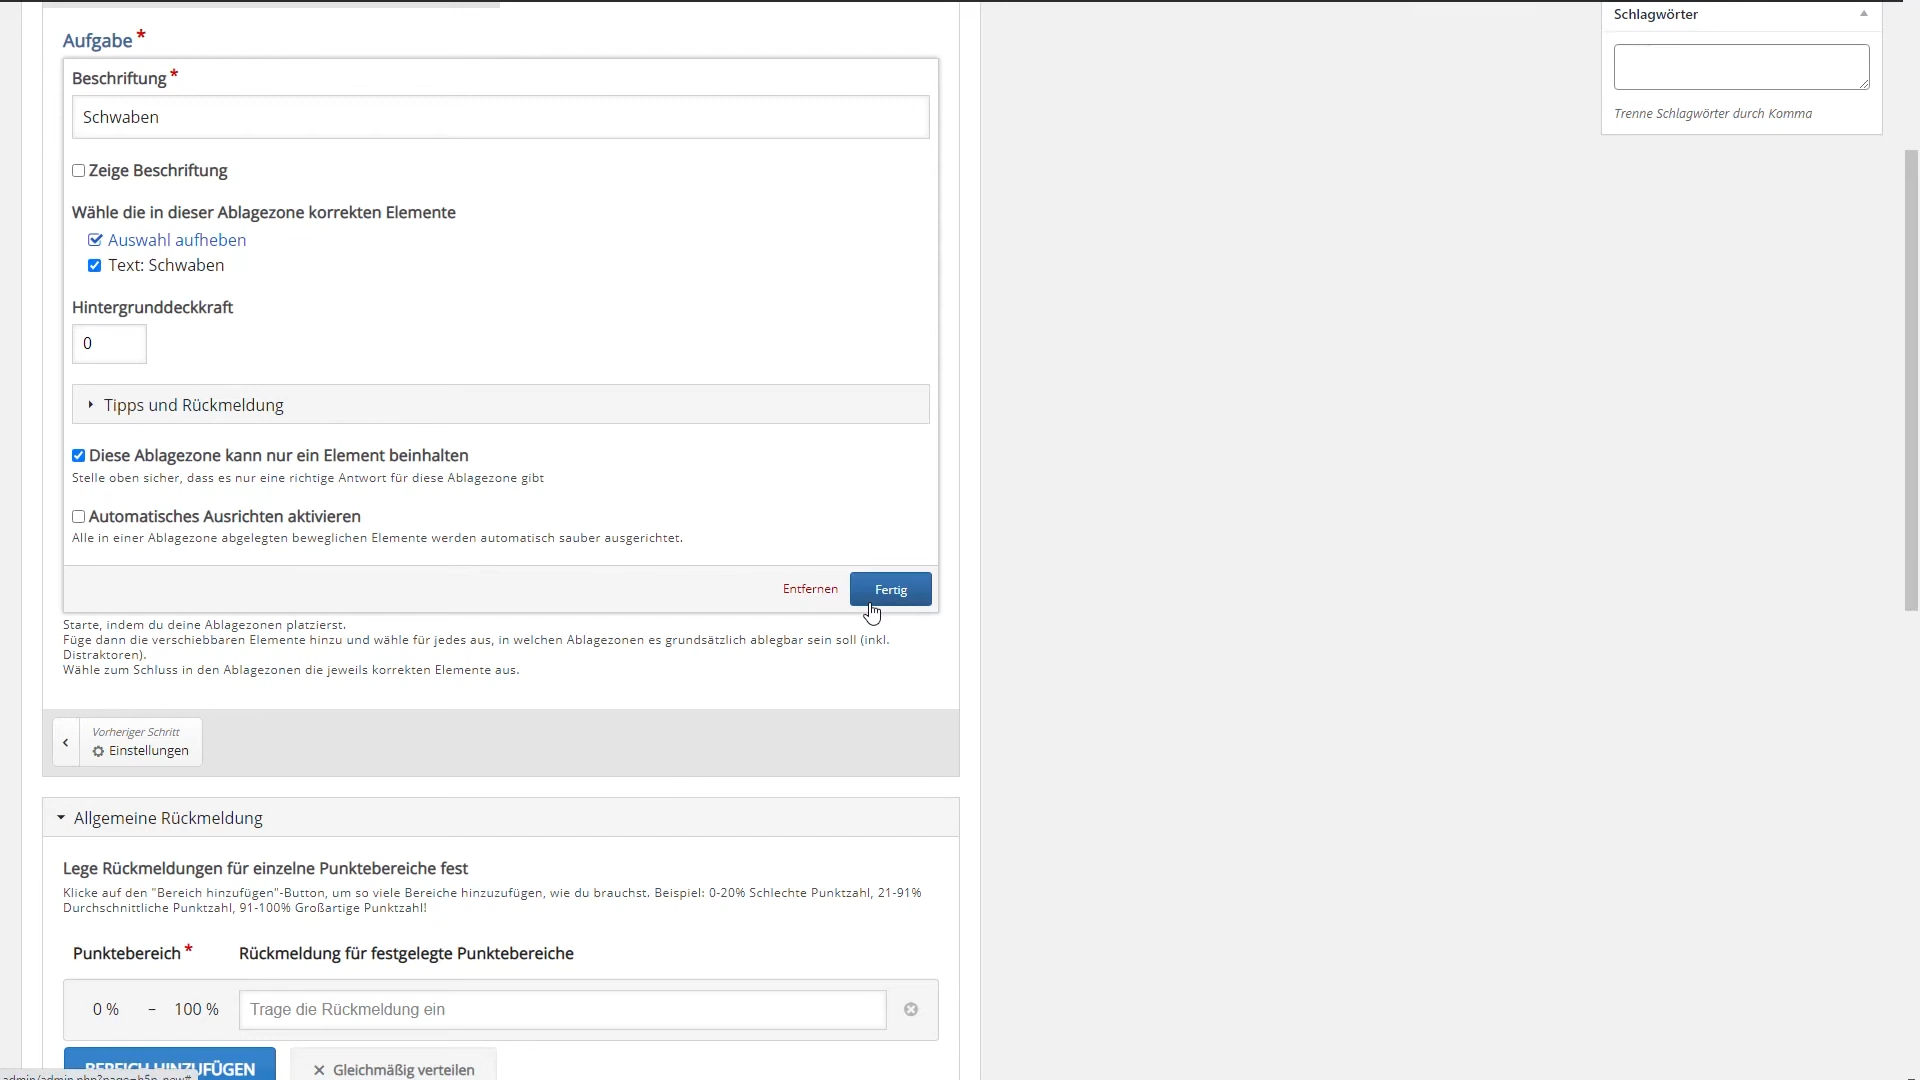 Schlagwörter
Trenne Schlagwörter durch Komma
Aufgabe *
Beschriftung *
Schwaben
Zeige Beschriftung
Wähle die in dieser Ablagezone korrekten Elemente
Auswahl aufheben
Text: Schwaben
Hintergrunddeckkraft
0
Tipps und Rückmeldung
Diese Ablagezone kann nur ein Element beinhalten
Stelle oben sicher, dass es nur eine richtige Antwort für diese Ablagezone gibt
Automatisches Ausrichten aktivieren
Alle in einer Ablagezone abgelegten beweglichen Elemente werden automatisch sauber ausgerichtet.
Entfernen Fertig
Starte, indem du deine Ablagezonen platzierst.
Füge dann die verschiebbaren Elemente hinzu und wähle für jedes aus, in welchen Ablagezonen es grundsätzlich ablegbar sein soll (inkl.
Distraktoren).
Wähle zum Schluss in den Ablagezonen die jeweils korrekten Elemente aus.
Vorheriger Schritt
Einstellungen
Allgemeine Rückmeldung
Lege Rückmeldungen für einzelne Punktebereiche fest
Klicke auf den "Bereich hinzufügen"-Button, um so viele Bereiche hinzuzufügen, wie du brauchst. Beispiel: 0-20% Schlechte Punktzahl, 21-91%
Durchschnittliche Punktzahl, 91-100% Großartige Punktzahl!
Punktebereich * Rückmeldung für festgelegte Punktebereiche
0 % – 100 % Trage die Rückmeldung ein
BEREICH HINZUFÜGEN Gleichmäßig verteilen